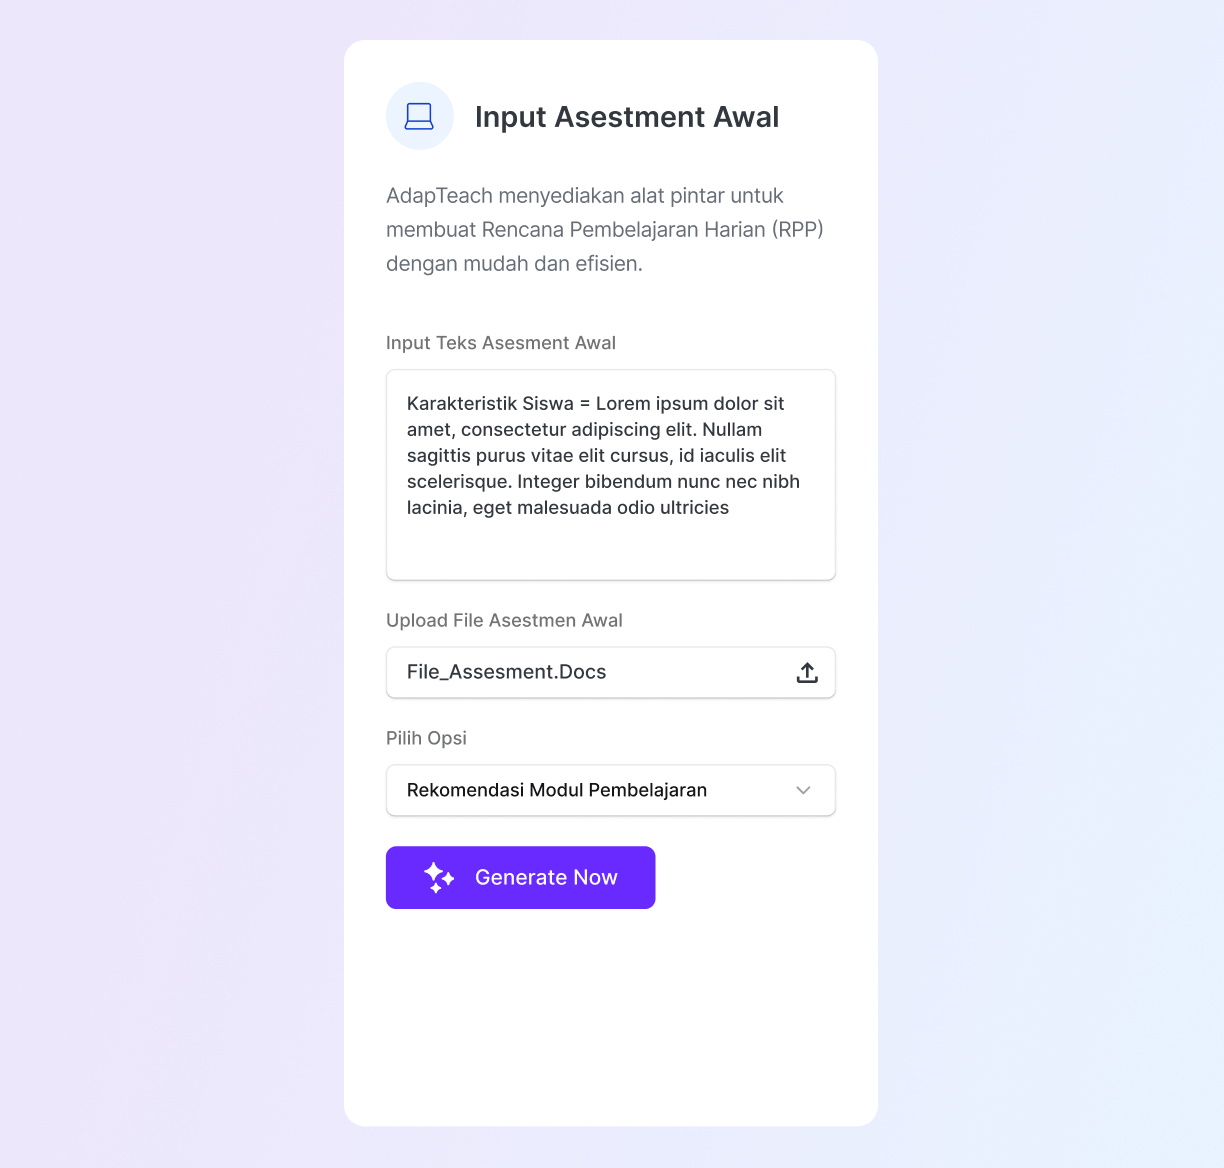 Input Asestment Awal
AdapTeach menyediakan alat pintar untuk
membuat Rencana Pembelajaran Harian (RPP)
dengan mudah dan efisien.
Input Teks Asesment Awal
Karakteristik Siswa = Lorem ipsum dolor sit
amet, consectetur adipiscing elit. Nullam
sagittis purus vitae elit cursus, id iaculis elit
scelerisque. Integer bibendum nunc nec nibh
lacinia, eget malesuada odio ultricies
Upload File Asestmen Awal
File_Assesment.Docs
Pilih Opsi
Rekomendasi Modul Pembelajaran
Generate Now